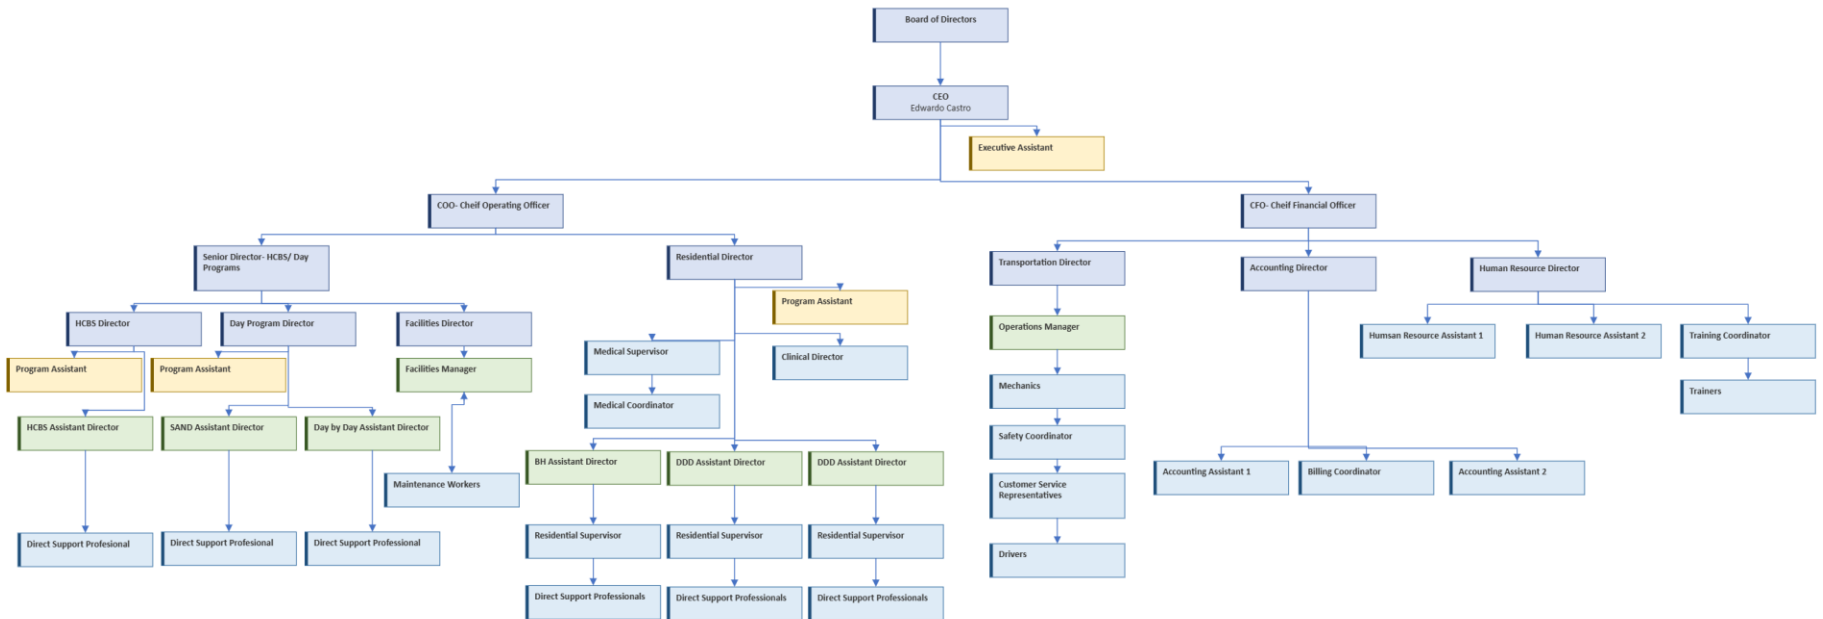 Board of Directors
CEO
Edwardo Castro
Executive Assistant
COO- Cheif Operating Officer
CFO- Cheif Financial Officer
Senior Director- HCBS/ Day
Programs
Residential Director
Transportation Director
Accounting Director
Human Resource Director
HCBS Director
Day Program Director
Facilities Director
Program Assistant
Program Assistant
Program Assistant
Facilities Manager
Medical Supervisor
Clinical Director
Medical Coordinator
Operations Manager
Humsan Resource Assistant 1
Human Resource Assistant 2
Training Coordinator
Trainers
Mechanics
HCBS Assistant Director
SAND Assistant Director
Day by Day Assistant Director
Safety Coordinator
BH Assistant Director
DDD Assistant Director
DDD Assistant Director
Maintenance Workers
Customer Service
Representatives
Accounting Assistant 1
Billing Coordinator
Accounting Assistant 2
Direct Support Profesional
Direct Support Profesional
Direct Support Professional
Residential Supervisor
Residential Supervisor
Residential Supervisor
Drivers
Direct Support Professionals
Direct Support Professionals
Direct Support Professionals